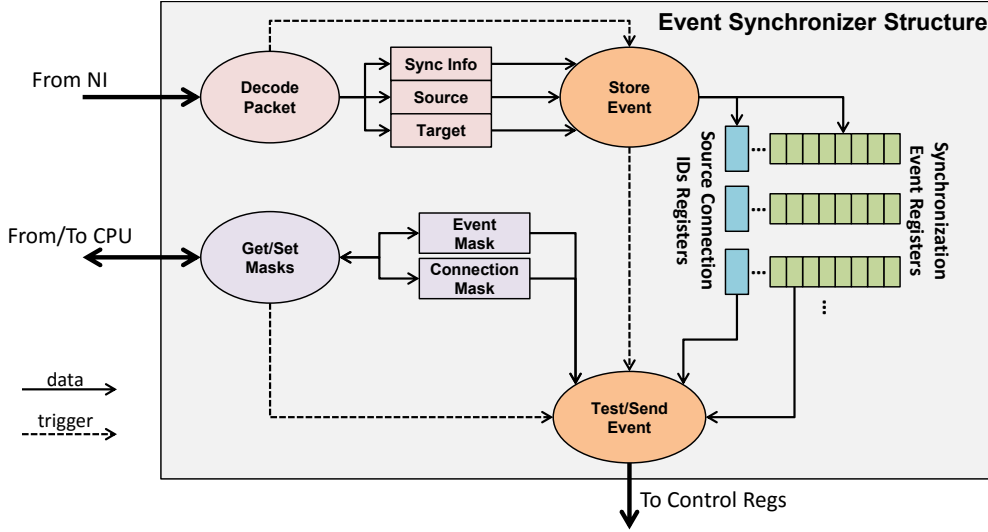 Event Synchronizer Structure
From NI
Decode
Packet
Sync Info
Source
Target
Store
Event
...
...
...
...
Source Connection
IDs Registers
Synchronization
Event Registers
From/To CPU
Get/Set
Masks
Event
Mask
Connection
Mask
data
trigger
Test/Send
Event
To Control Regs